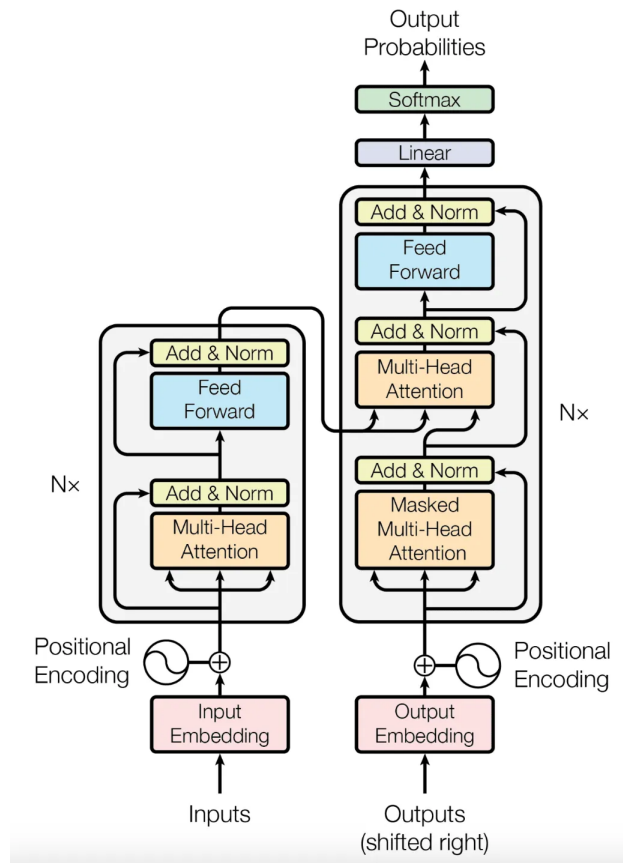 Output
Probabilities
Softmax
Linear
Add & Norm
Feed
Forward
Add & Norm
Multi-Head
Attention
Add & Norm
Masked
Multi-Head
Attention
N×
Positional
Encoding
Output
Embedding
Outputs
(shifted right)
Add & Norm
Feed
Forward
Add & Norm
Multi-Head
Attention
N×
Positional
Encoding
Input
Embedding
Inputs